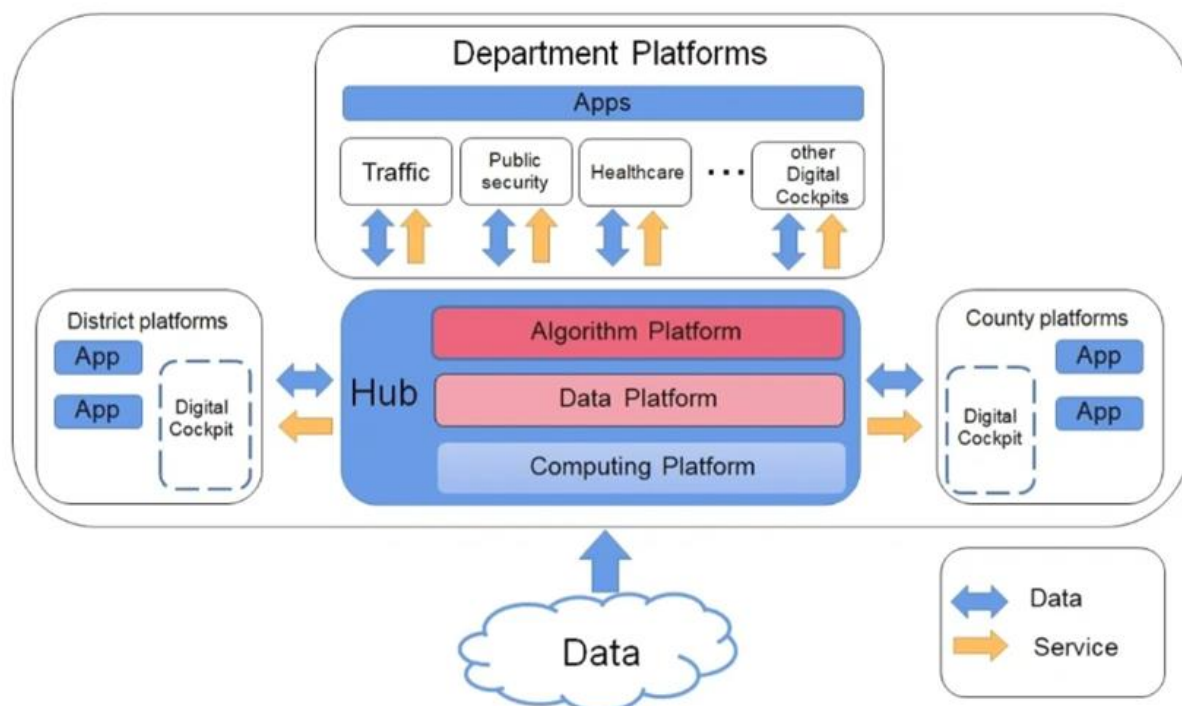 Department Platforms
Apps
Traffic
Public
security
Healthcare
...
other
Digital
Cockpits
District platforms
App
App
Digital
Cockpit
Hub
Algorithm Platform
Data Platform
Computing Platform
County platforms
App
App
Digital
Cockpit
Data
Data
Service